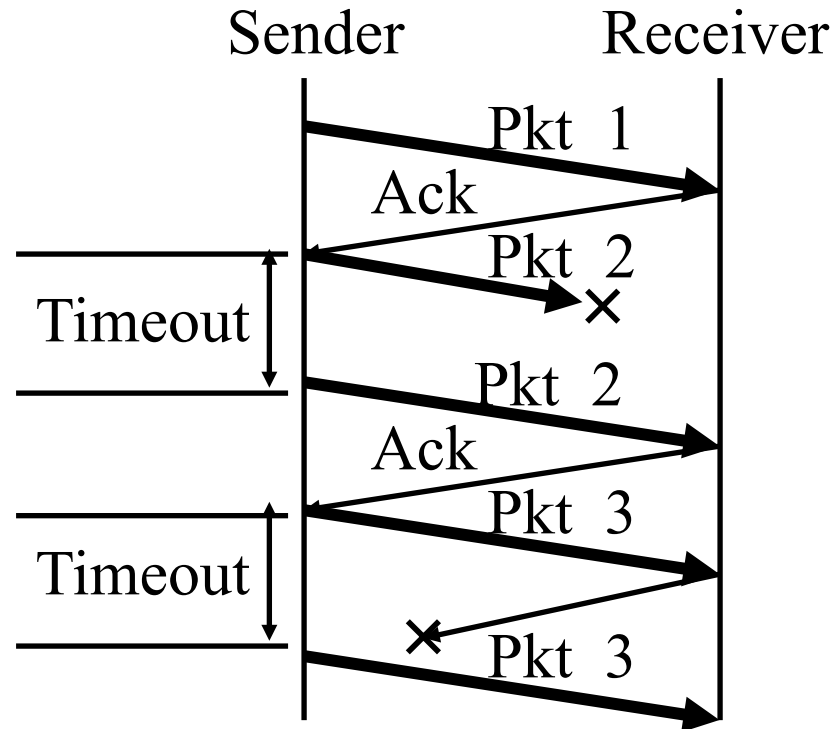 Sender
Receiver
Pkt 1
Ack
Pkt 2
Timeout
Pkt 2
Ack
Pkt 3
Timeout
Pkt 3